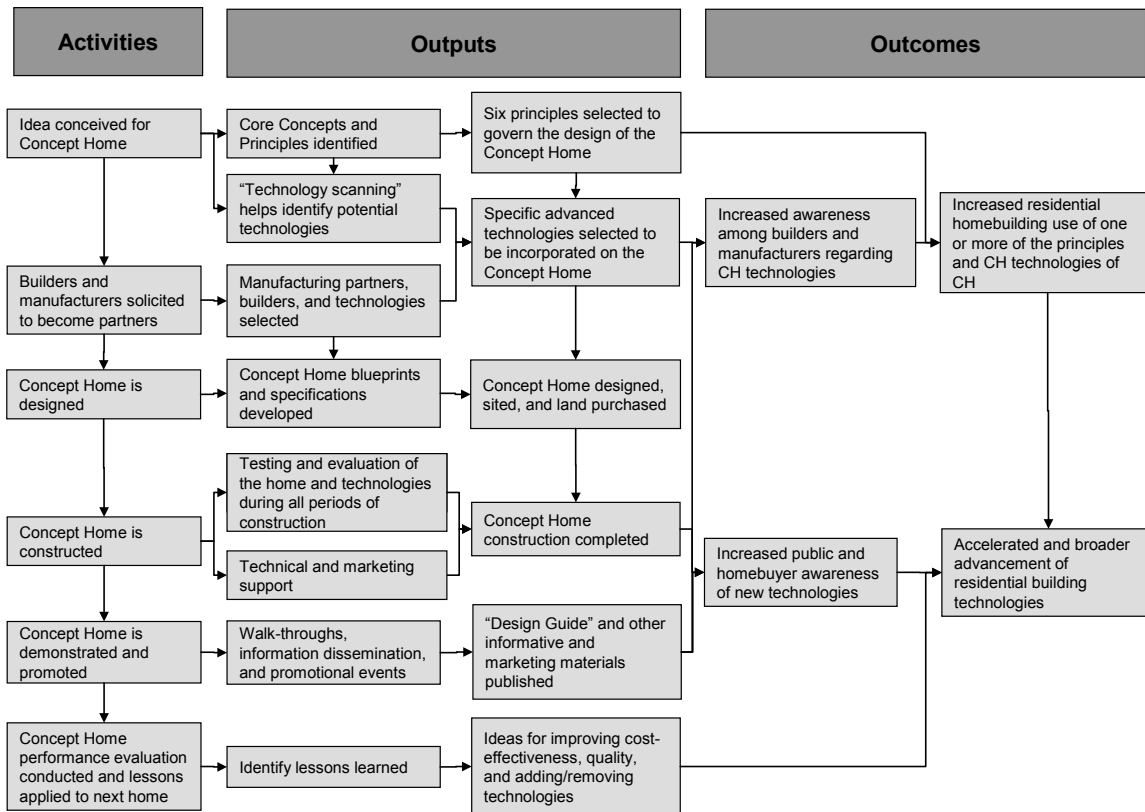 Activities
Outputs
Outcomes
Idea conceived for
Concept Home
Core Concepts and
Principles identified
Six principles selected to
govern the design of the
Concept Home
“Technology scanning”
helps identify potential
technologies
Specific advanced
technologies selected to
be incorporated on the
Concept Home
Increased awareness
among builders and
manufacturers regarding
CH technologies
Increased residential
homebuilding use of one
or more of the principles
and CH technologies of
CH
Builders and
manufacturers solicited
to become partners
Manufacturing partners,
builders, and technologies
selected
Concept Home is
designed
Concept Home blueprints
and specifications
developed
Concept Home designed,
sited, and land purchased
Concept Home is
constructed
Testing and evaluation of
the home and technologies
during all periods of
construction
Technical and marketing
support
Concept Home
construction completed
Increased public and
homebuyer awareness
of new technologies
Accelerated and broader
advancement of
residential building
technologies
Concept Home is
demonstrated and
promoted
Walk-throughs,
information dissemination,
and promotional events
“Design Guide” and other
informative and
marketing materials
published
Concept Home
performance evaluation
conducted and lessons
applied to next home
Identify lessons learned
Ideas for improving cost-
effectiveness, quality,
and adding/removing
technologies